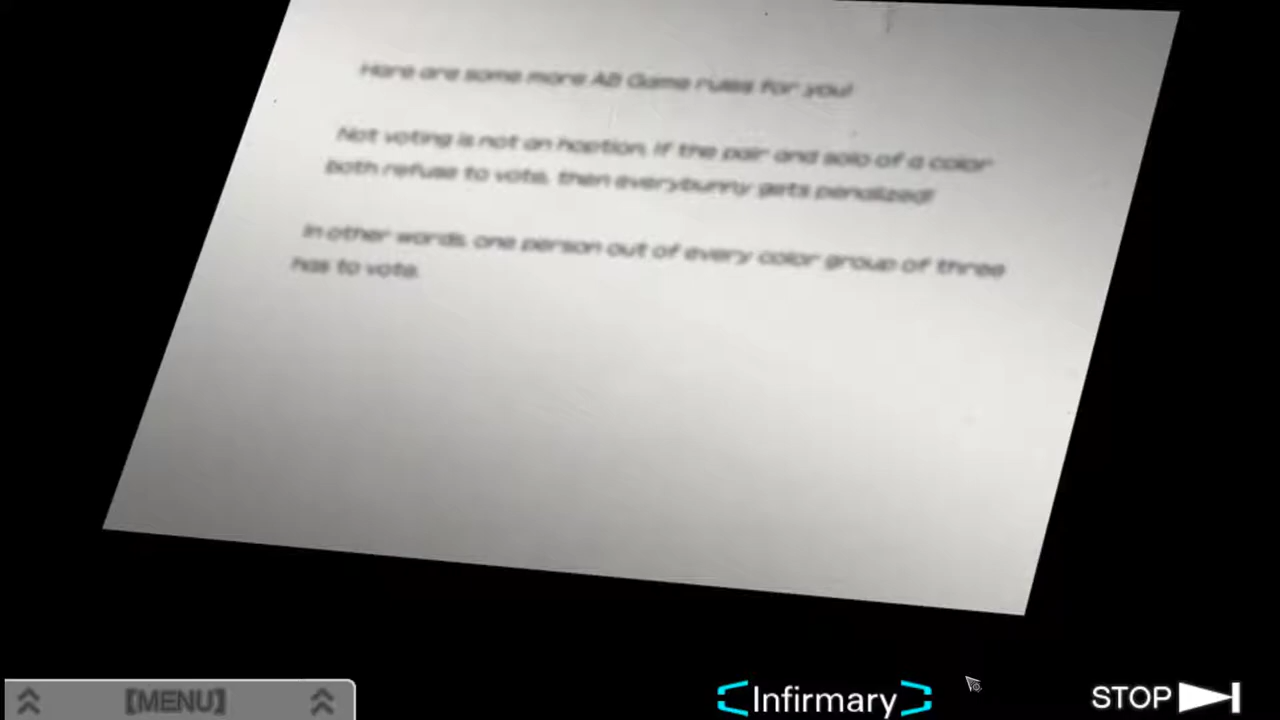 Hare are some more AB Game rules for you!
Not voting is not an hoption. If the pair and solo of a color
both refuse to vote, then everybunny gets penalized!
In other words, one person out of every color group of three
has to vote.
[MENU]
Infirmary
STOP